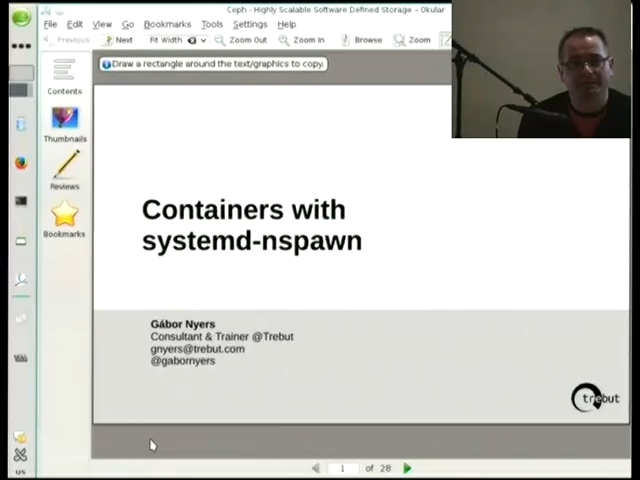 Ceph - Highly Scalable Software Defined Storage - Okular
File Edit View Go Bookmarks Tools Settings Help
Previous Next Fit Width Zoom Out Zoom In Browse Zoom
Draw a rectangle around the text/graphics to copy.
Contents
Thumbnails
Reviews
Bookmarks
Containers with
systemd-nspawn
Gábor Nyers
Consultant & Trainer @Trebut
gnyers@trebut.com
@gabornyers
trebut
1 of 28
us